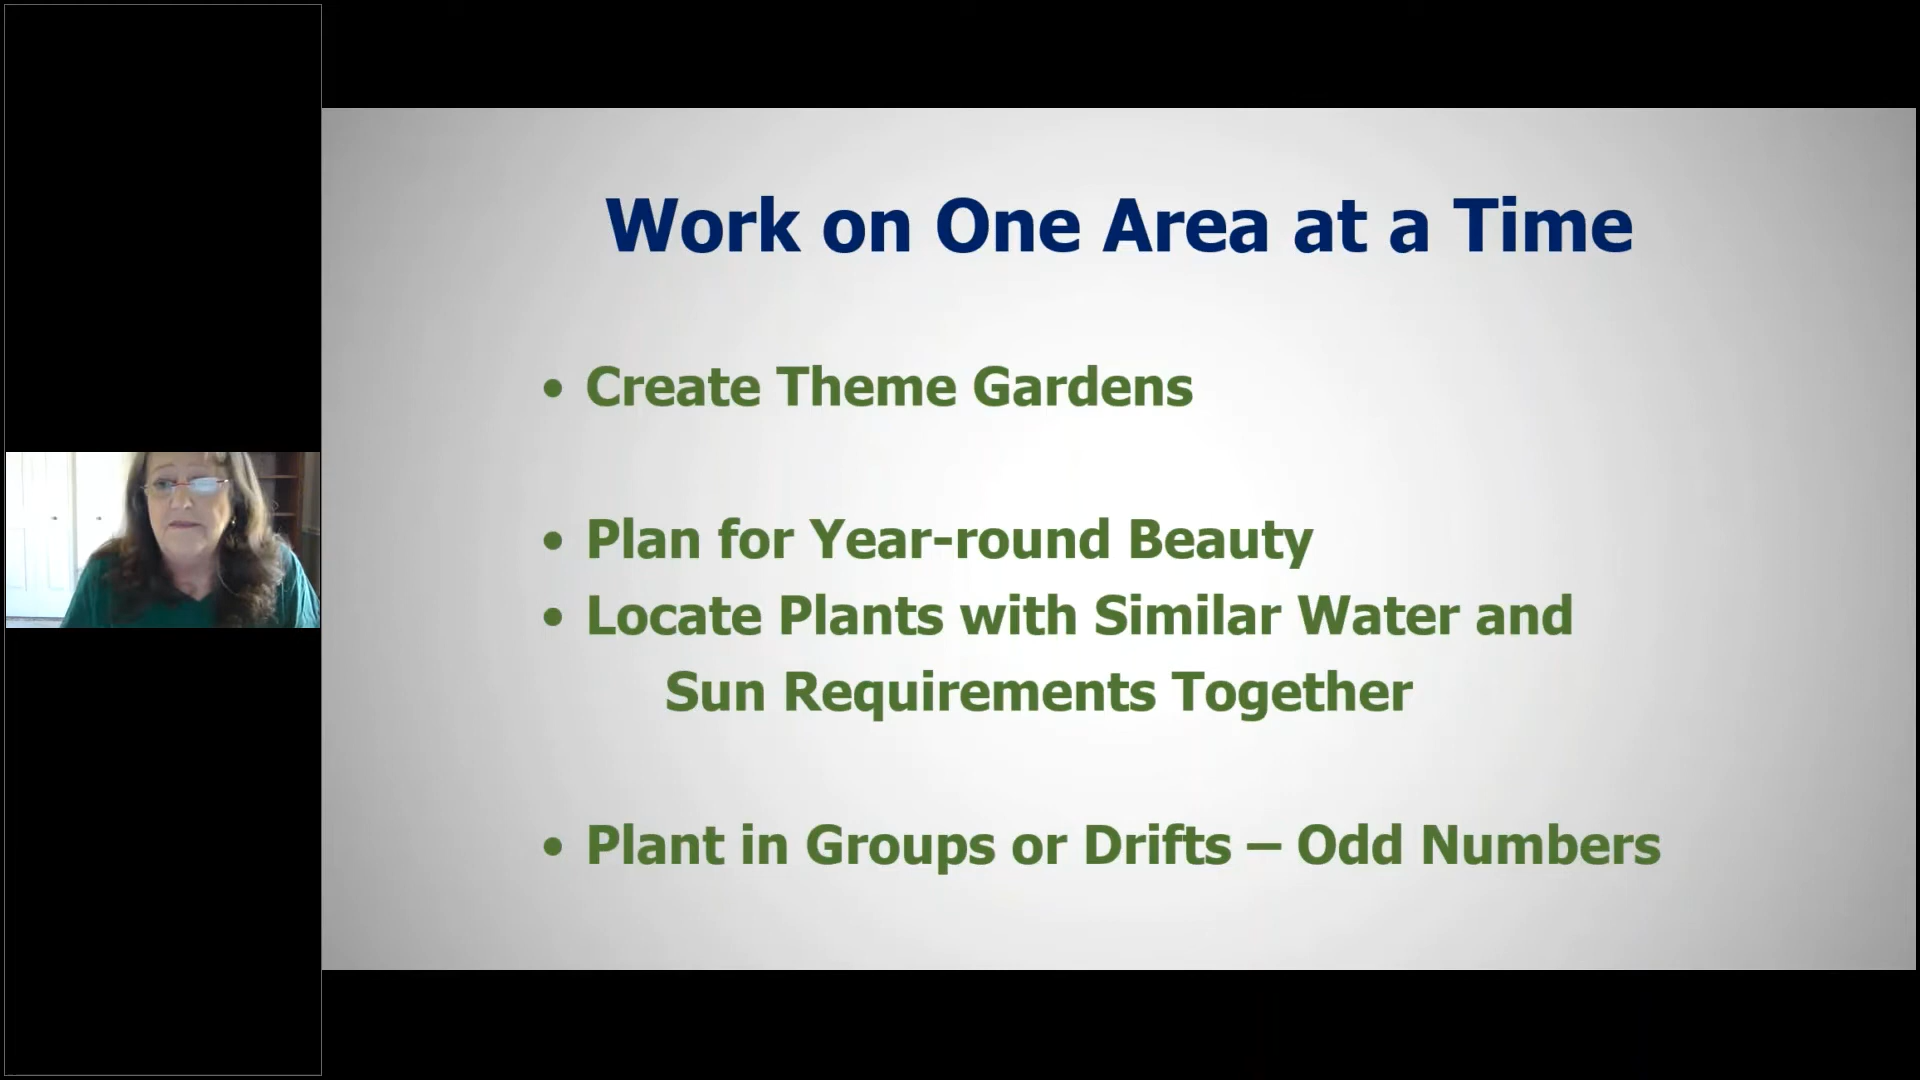 Work on One Area at a Time
• Create Theme Gardens
• Plan for Year-round Beauty
• Locate Plants with Similar Water and
Sun Requirements Together
• Plant in Groups or Drifts – Odd Numbers